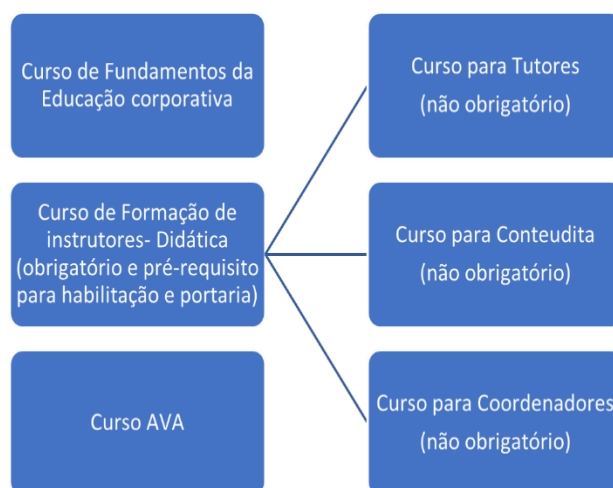 Curso de Fundamentos da
Educação corporativa
Curso de Formação de
instrutores- Didática
(obrigatório e pré-requisito
para habilitação e portaria)
Curso AVA
Curso para Tutores
(não obrigatório)
Curso para Conteudita
(não obrigatório)
Curso para Coordenadores
(não obrigatório)